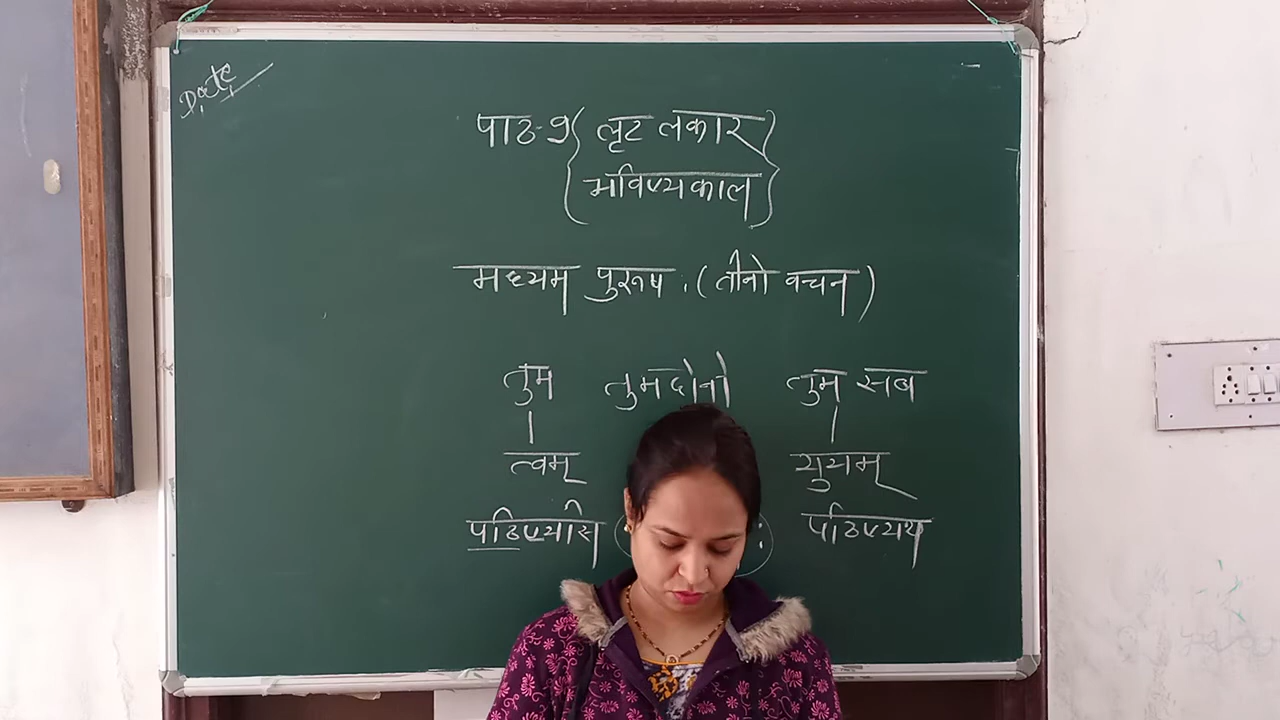 Date
पाठ-9 { लृट लकार }
भविष्यकाल
मध्यम पुरूष : (तीनो वचन)
तुम तुम दोनो तुम सब
त्वम् युयम्
पठिष्यसि : पठिष्यथ